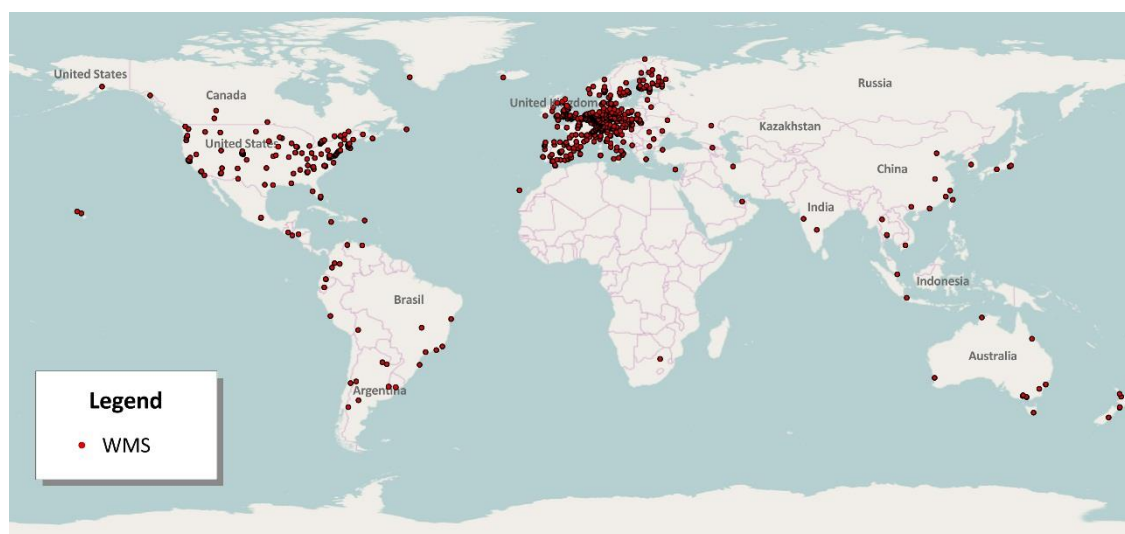 United States
Canada
Russia
United Kingdom
Kazakhstan
United States
China
India
Indonesia
Brasil
Australia
Argentina
Legend
WMS